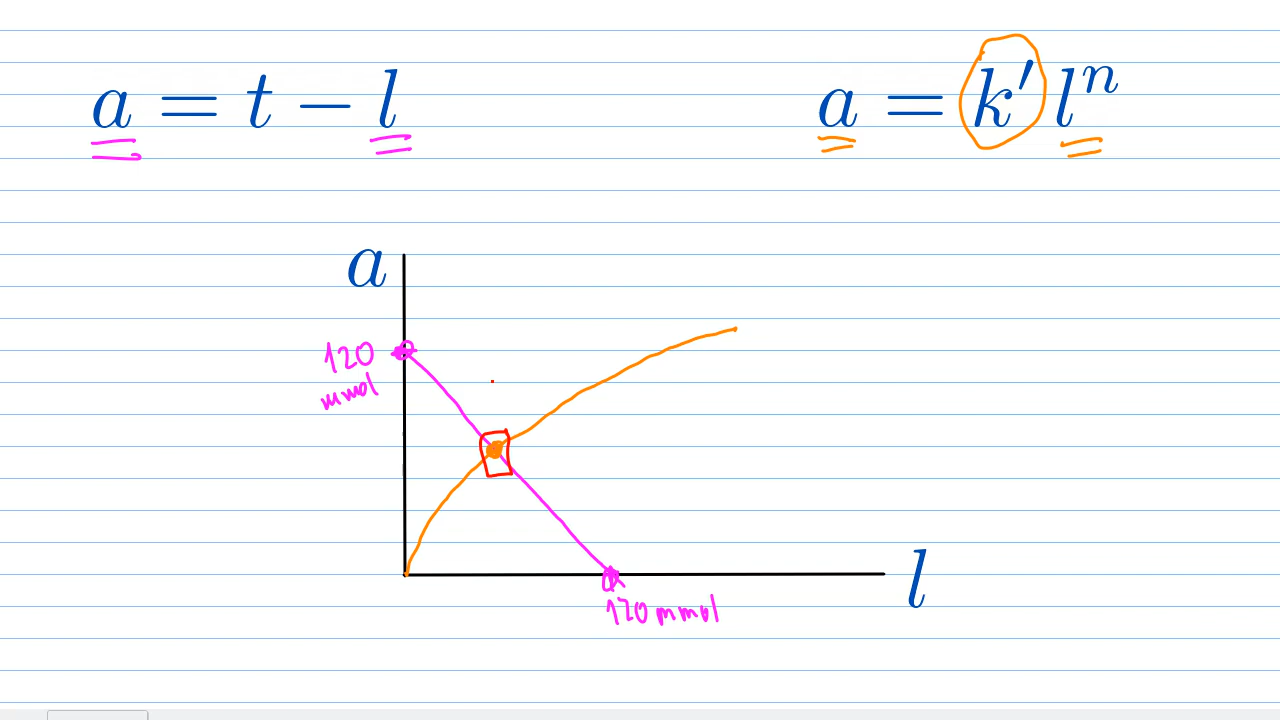 a = t − l
a = k′ lⁿ
a
120
mmol
l
120 mmol